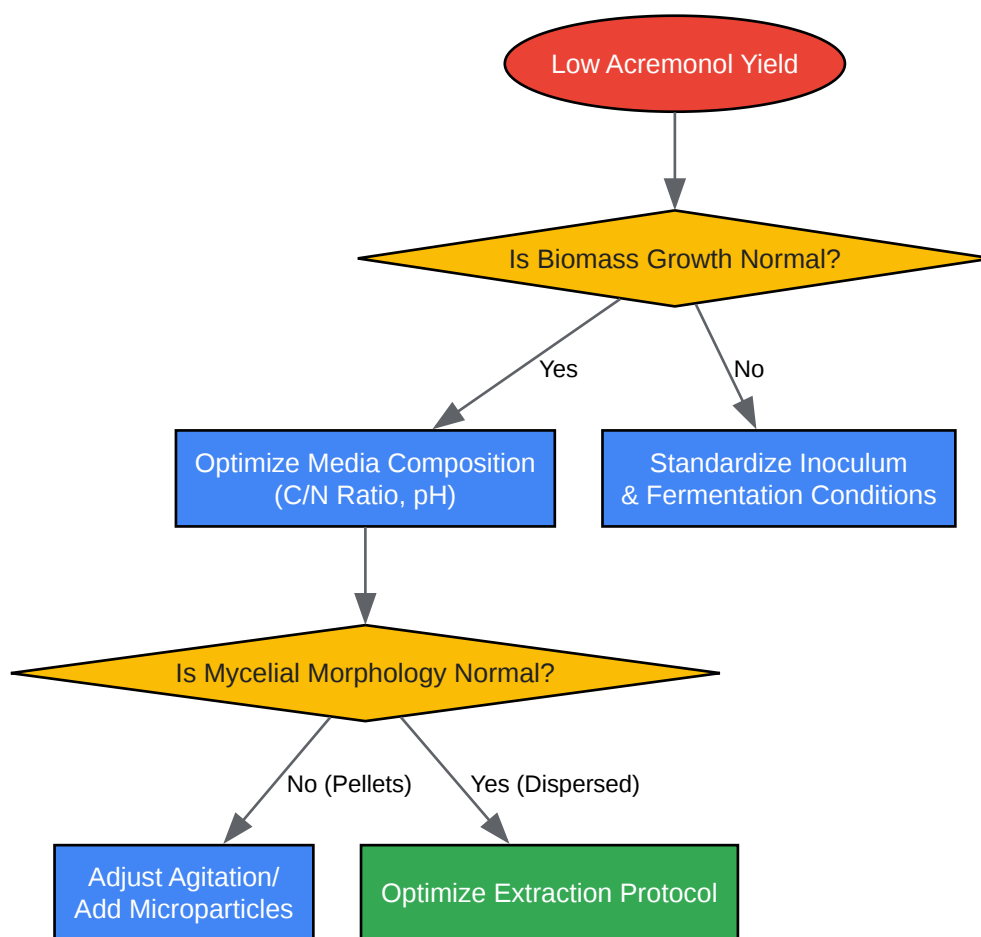 Low Acremonol Yield
Is Biomass Growth Normal?
Yes
No
Optimize Media Composition
(C/N Ratio, pH)
Standardize Inoculum
& Fermentation Conditions
Is Mycelial Morphology Normal?
No (Pellets)
Yes (Dispersed)
Adjust Agitation/
Add Microparticles
Optimize Extraction Protocol